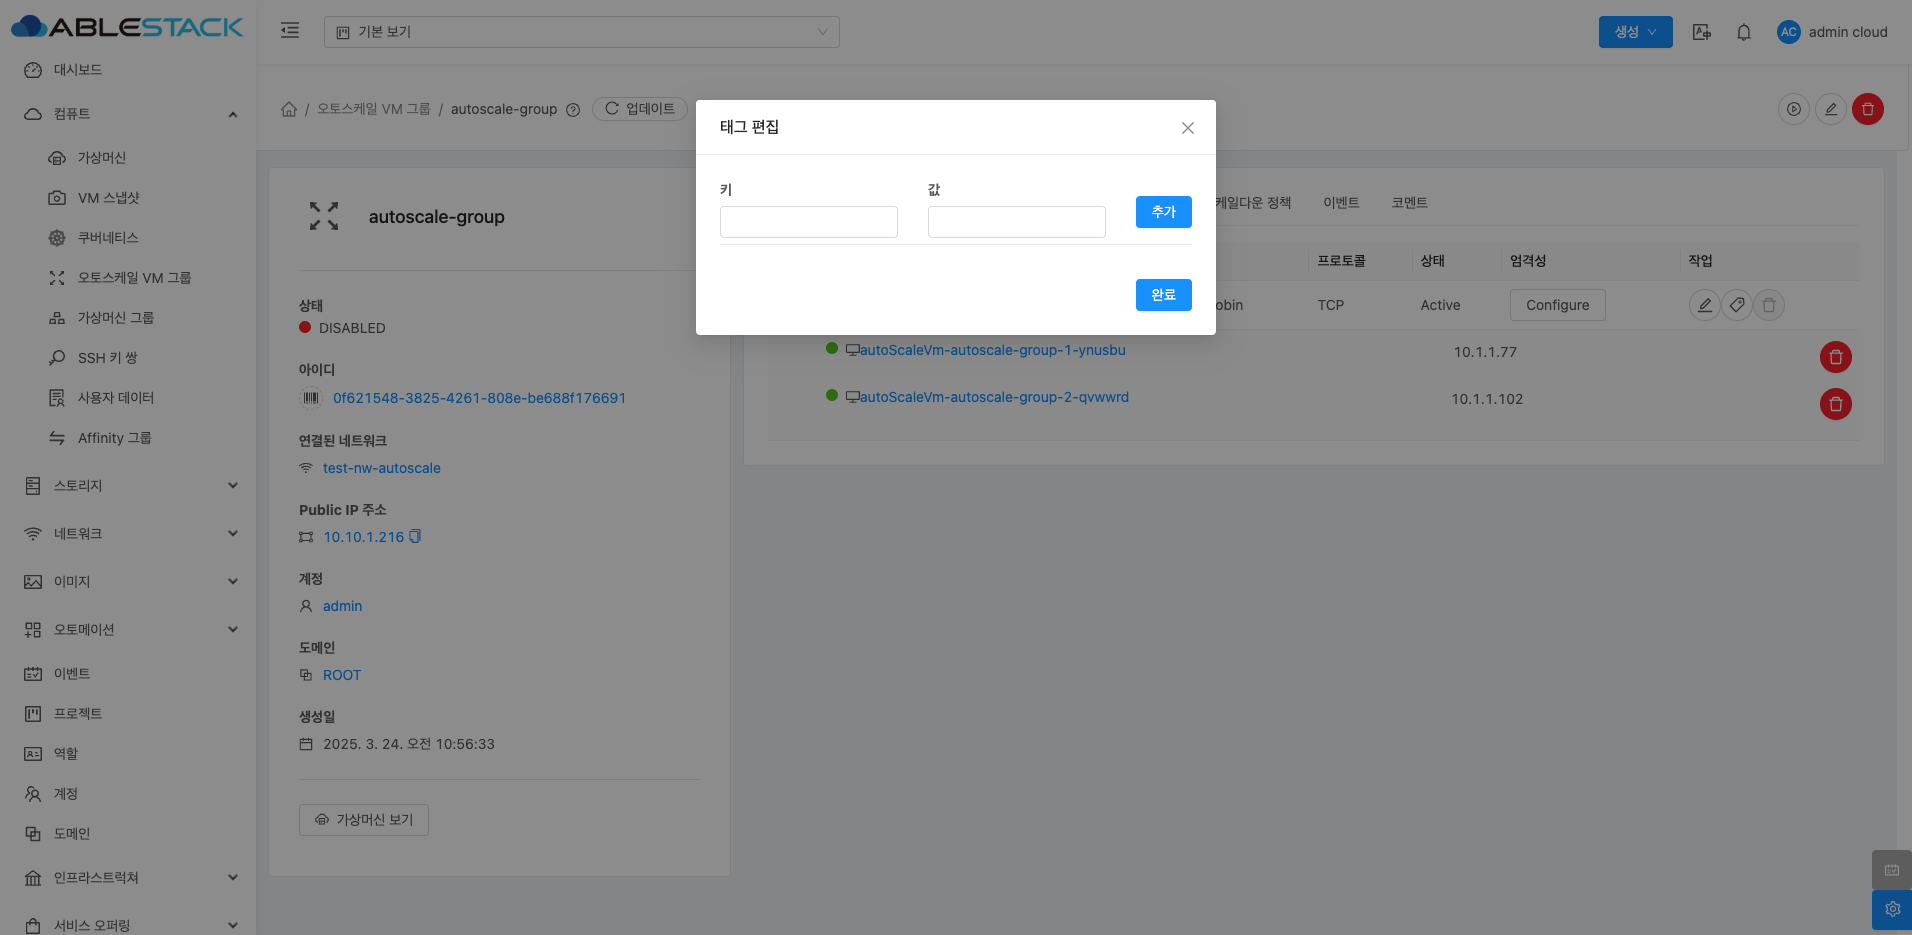 ABLESTACK
기본 보기
생성
AC
admin cloud
대시보드
컴퓨트
가상머신
VM 스냅샷
쿠버네티스
오토스케일 VM 그룹
가상머신 그룹
SSH 키 쌍
사용자 데이터
Affinity 그룹
스토리지
네트워크
이미지
오토메이션
이벤트
프로젝트
역할
계정
도메인
인프라스트럭쳐
서비스 오퍼링
/ 오토스케일 VM 그룹 / autoscale-group
업데이트
autoscale-group
상태
DISABLED
아이디
0f621548-3825-4261-808e-be688f176691
연결된 네트워크
test-nw-autoscale
Public IP 주소
10.10.1.216
계정
admin
도메인
ROOT
생성일
2025. 3. 24. 오전 10:56:33
가상머신 보기
태그 편집
키
값
추가
완료
케일다운 정책
이벤트
코멘트
프로토콜
상태
엄격성
작업
obin
TCP
Active
Configure
autoScaleVm-autoscale-group-1-ynusbu
10.1.1.77
autoScaleVm-autoscale-group-2-qvwwrd
10.1.1.102